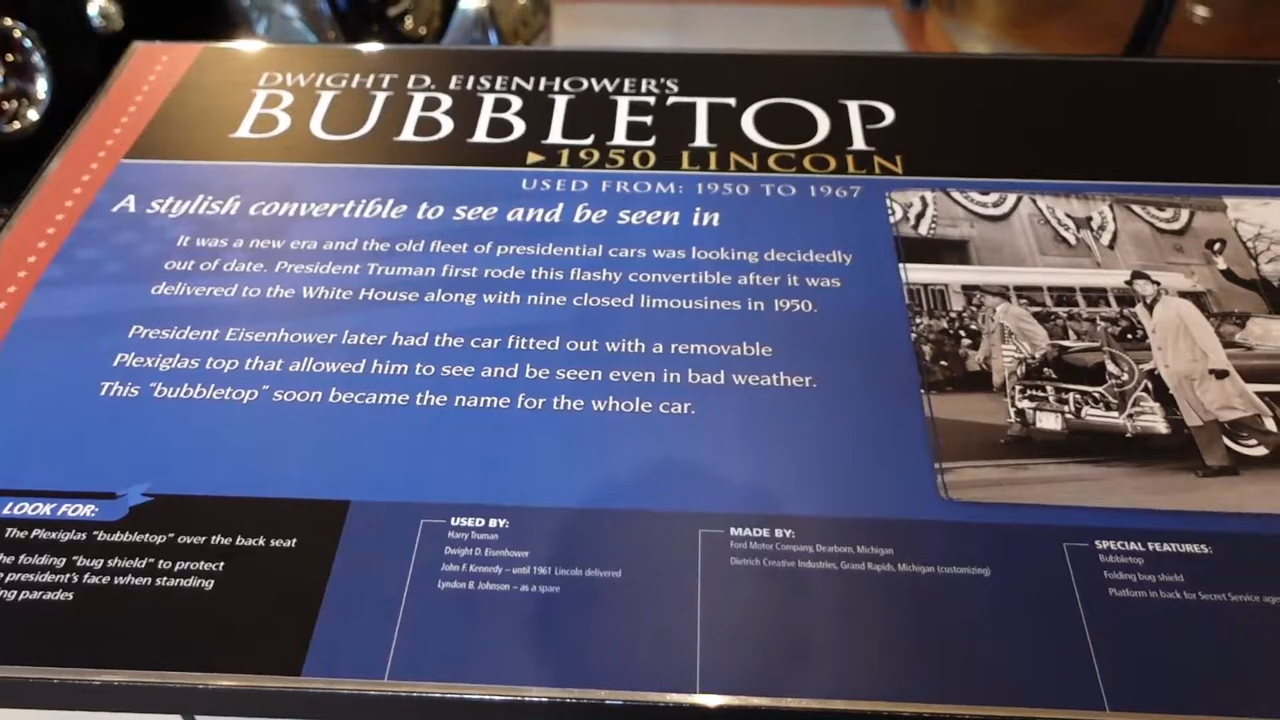 DWIGHT D. EISENHOWER'S
BUBBLETOP
►1950 LINCOLN
USED FROM: 1950 TO 1967
A stylish convertible to see and be seen in
It was a new era and the old fleet of presidential cars was looking decidedly
out of date. President Truman first rode this flashy convertible after it was
delivered to the White House along with nine closed limousines in 1950.
President Eisenhower later had the car fitted out with a removable
Plexiglas top that allowed him to see and be seen even in bad weather.
This "bubbletop" soon became the name for the whole car.
LOOK FOR:
The Plexiglas "bubbletop" over the back seat
he folding "bug shield" to protect
president's face when standing
ng parades
USED BY:
Harry Truman
Dwight D. Eisenhower
John F. Kennedy – until 1961 Lincoln delivered
Lyndon B. Johnson – as a spare
MADE BY:
Ford Motor Company, Dearborn, Michigan
Dietrich Creative Industries, Grand Rapids, Michigan (customizing)
SPECIAL FEATURES:
Bubbletop
Folding bug shield
Platform in back for Secret Service age